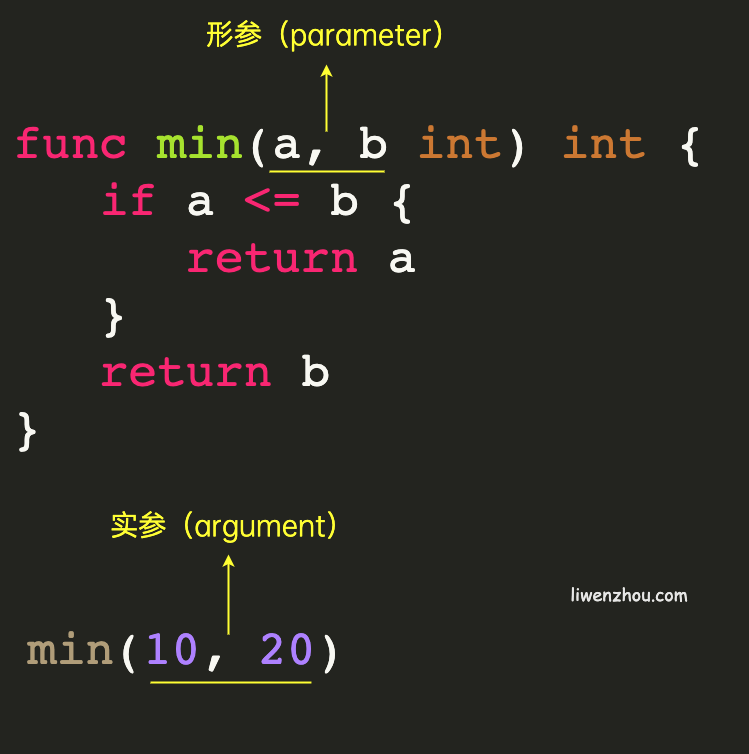 形参（parameter）
func min(a, b int) int {
    if a <= b {
        return a
    }
    return b
}
实参（argument）
liwenzhou.com
min(10, 20)